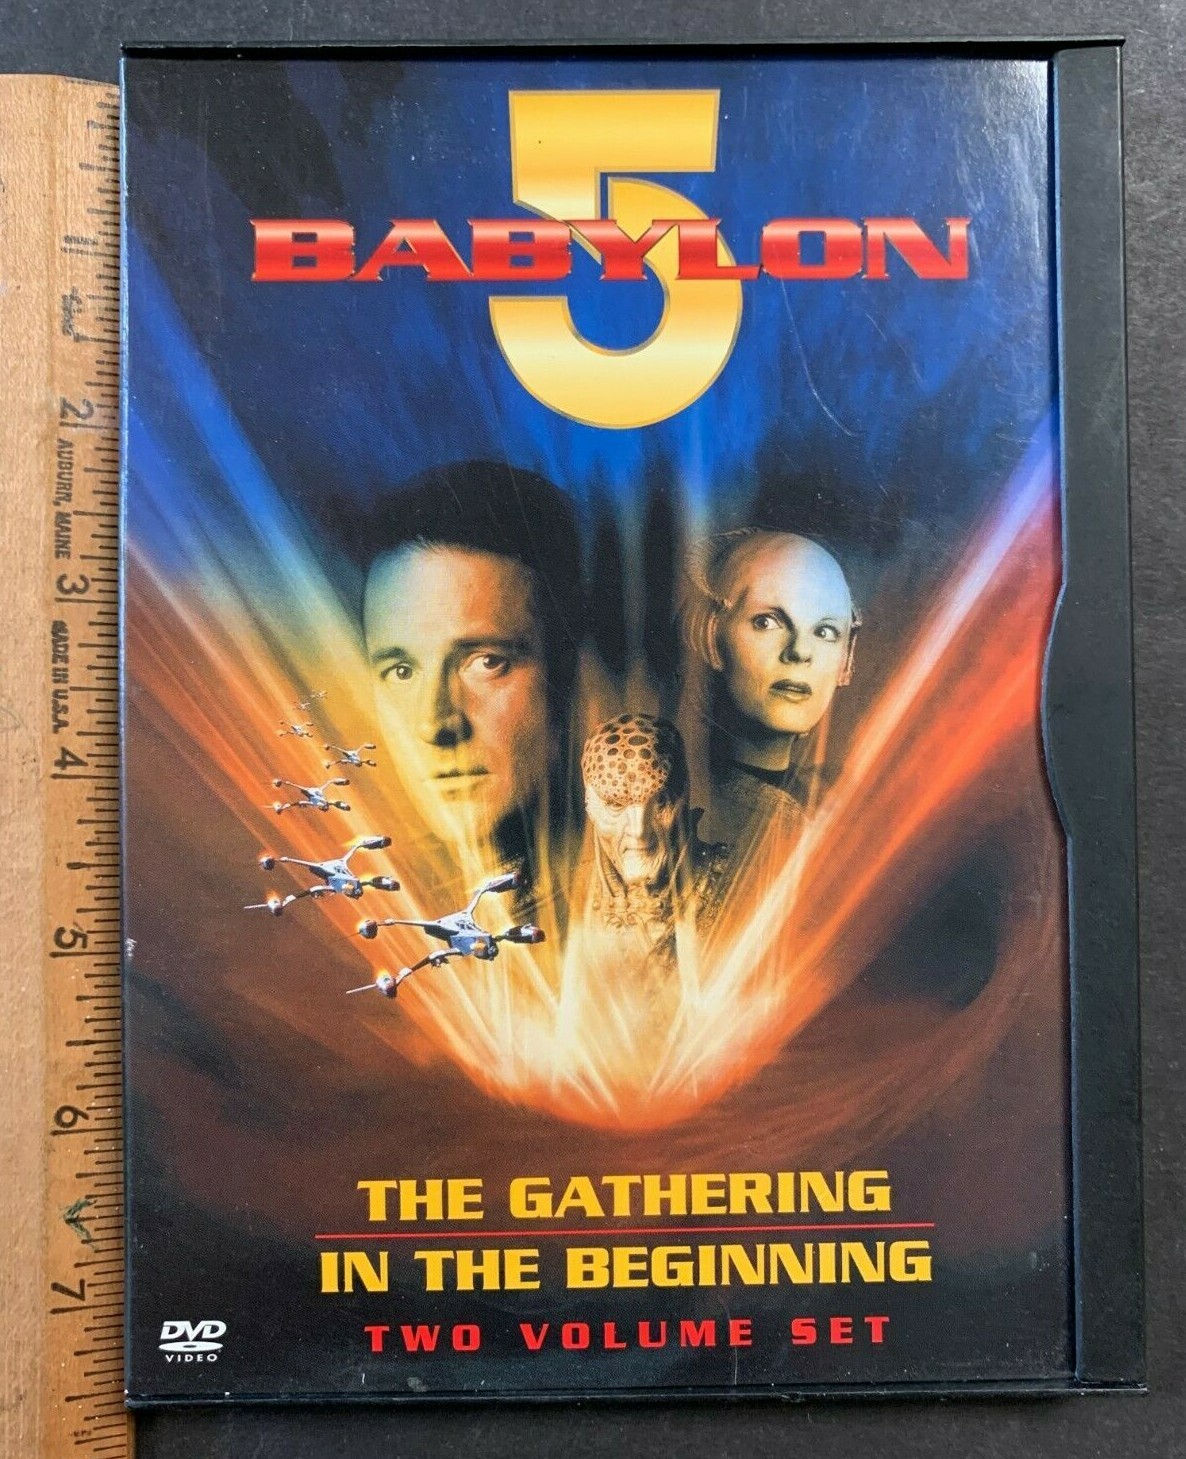 5
BABYLON
THE GATHERING
IN THE BEGINNING
TWO VOLUME SET
DVD
VIDEO
1
2
AUBURN, MAINE
3
MADE IN U.S.A.
4
5
6
7